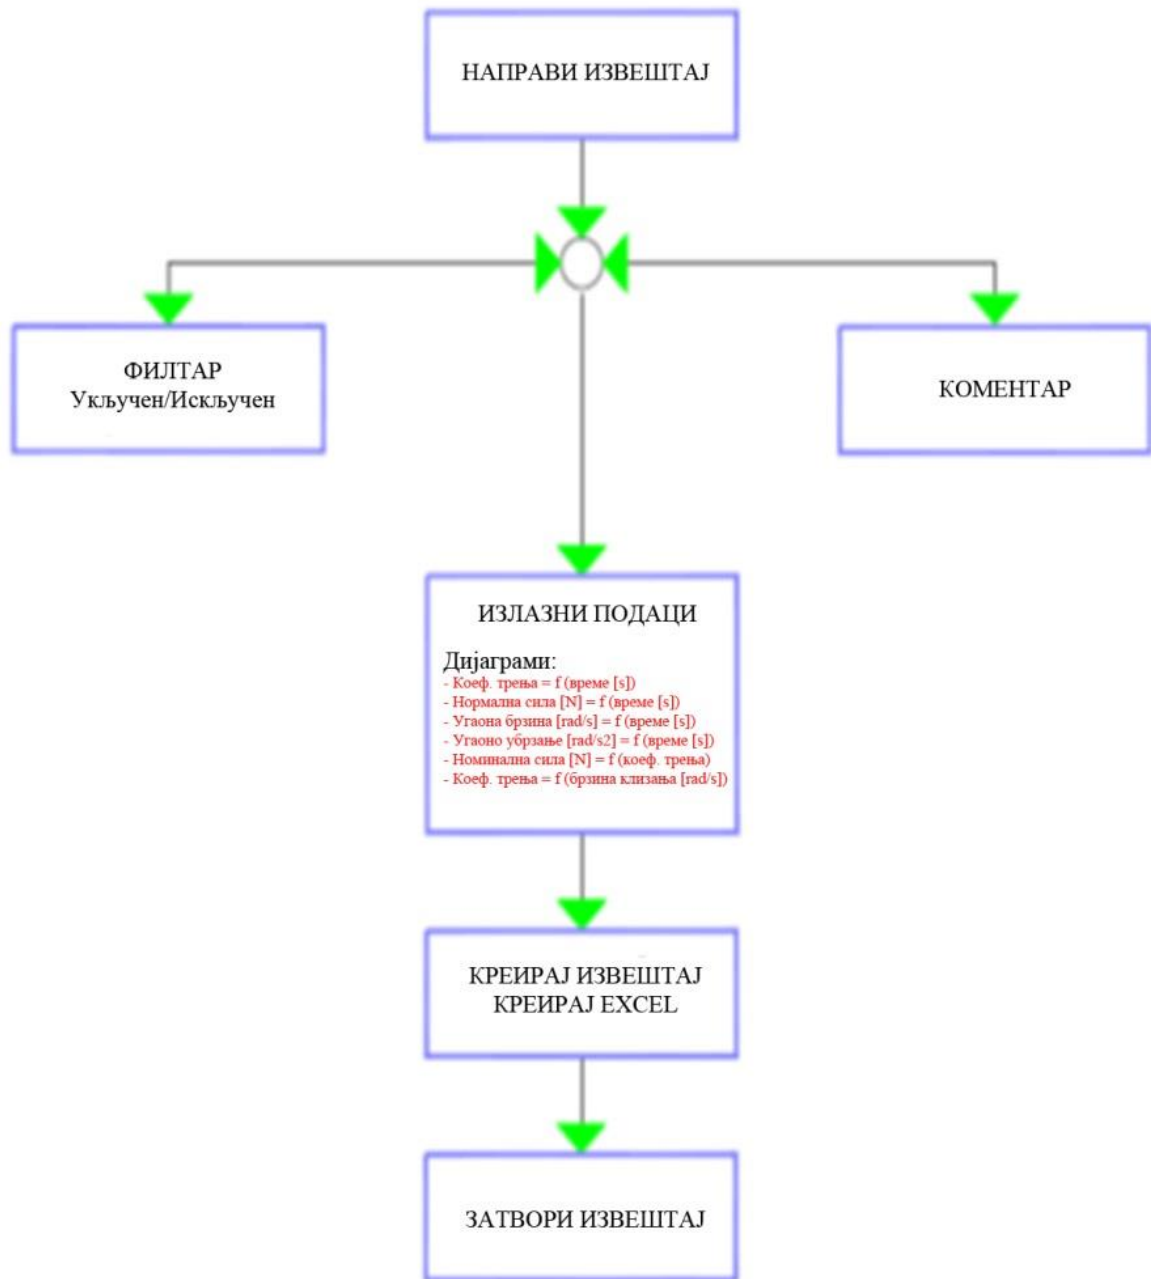 НАПРАВИ ИЗВЕШТАЈ
ФИЛТАР
Укључен/Искључен
КОМЕНТАР
ИЗЛАЗНИ ПОДАЦИ
Дијаграми:
- Коеф. трења = f (време [s])
- Нормална сила [N] = f (време [s])
- Угаона брзина [rad/s] = f (време [s])
- Угаоно убрзање [rad/s2] = f (време [s])
- Номинална сила [N] = f (коеф. трења)
- Коеф. трења = f (брзина клизања [rad/s])
КРЕИРАЈ ИЗВЕШТАЈ
КРЕИРАЈ EXCEL
ЗАТВОРИ ИЗВЕШТАЈ